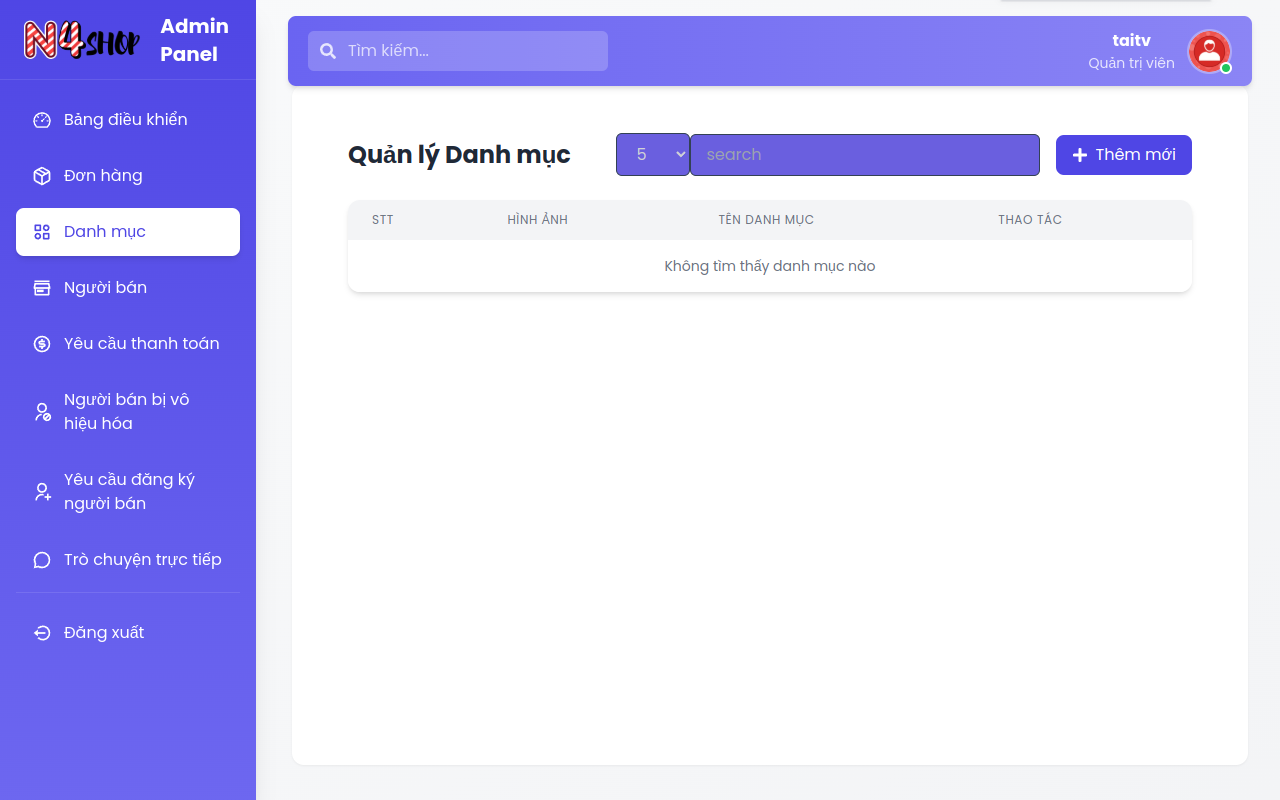 N4SHOP
Admin
Panel
Bảng điều khiển
Đơn hàng
Danh mục
Người bán
Yêu cầu thanh toán
Người bán bị vô
hiệu hóa
Yêu cầu đăng ký
người bán
Trò chuyện trực tiếp
Đăng xuất
Tìm kiếm...
taitv
Quản trị viên
Quản lý Danh mục
5
search
Thêm mới
STT
HÌNH ẢNH
TÊN DANH MỤC
THAO TÁC
Không tìm thấy danh mục nào